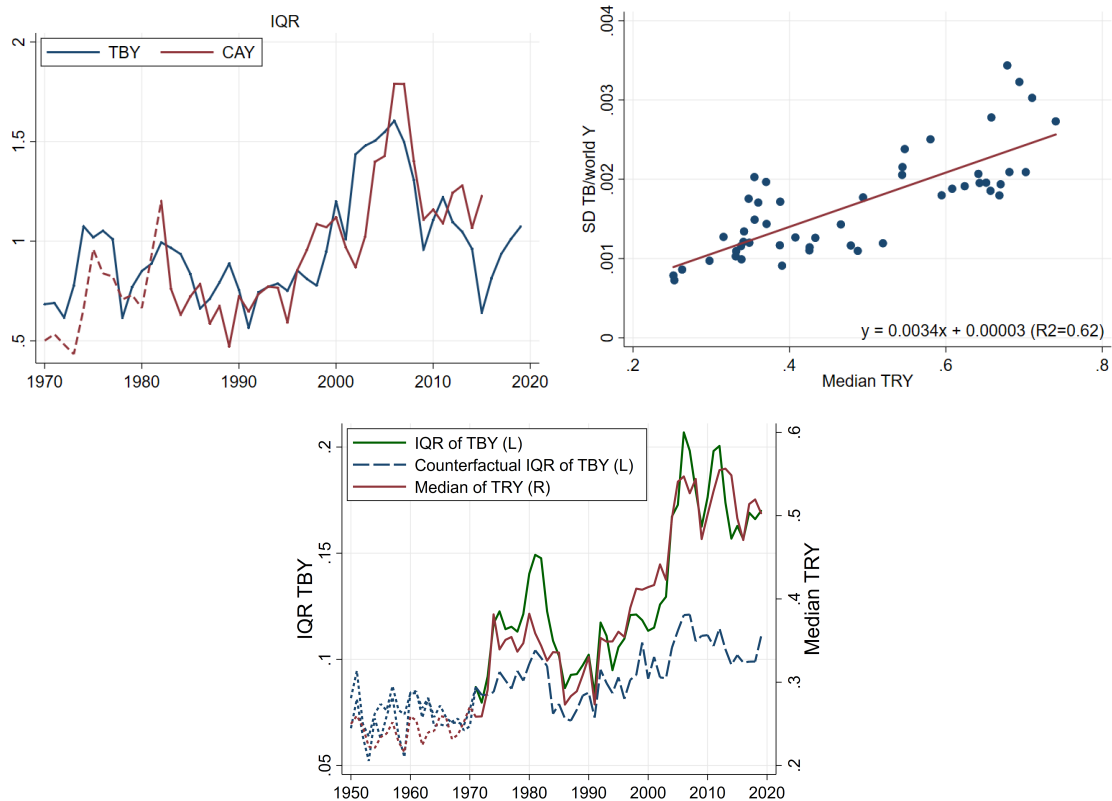 IQR
TBY CAY
2
1.5
1
.5
1970 1980 1990 2000 2010 2020
.004
.003
.002
.001
0
SD TB/world Y
y = 0.0034x + 0.00003 (R2=0.62)
.2 .4 .6 .8
Median TRY
IQR of TBY (L)
Counterfactual IQR of TBY (L)
Median of TRY (R)
.2
.15
.1
.05
IQR TBY
.6
.5
.4
.3
.2
Median TRY
1950 1960 1970 1980 1990 2000 2010 2020